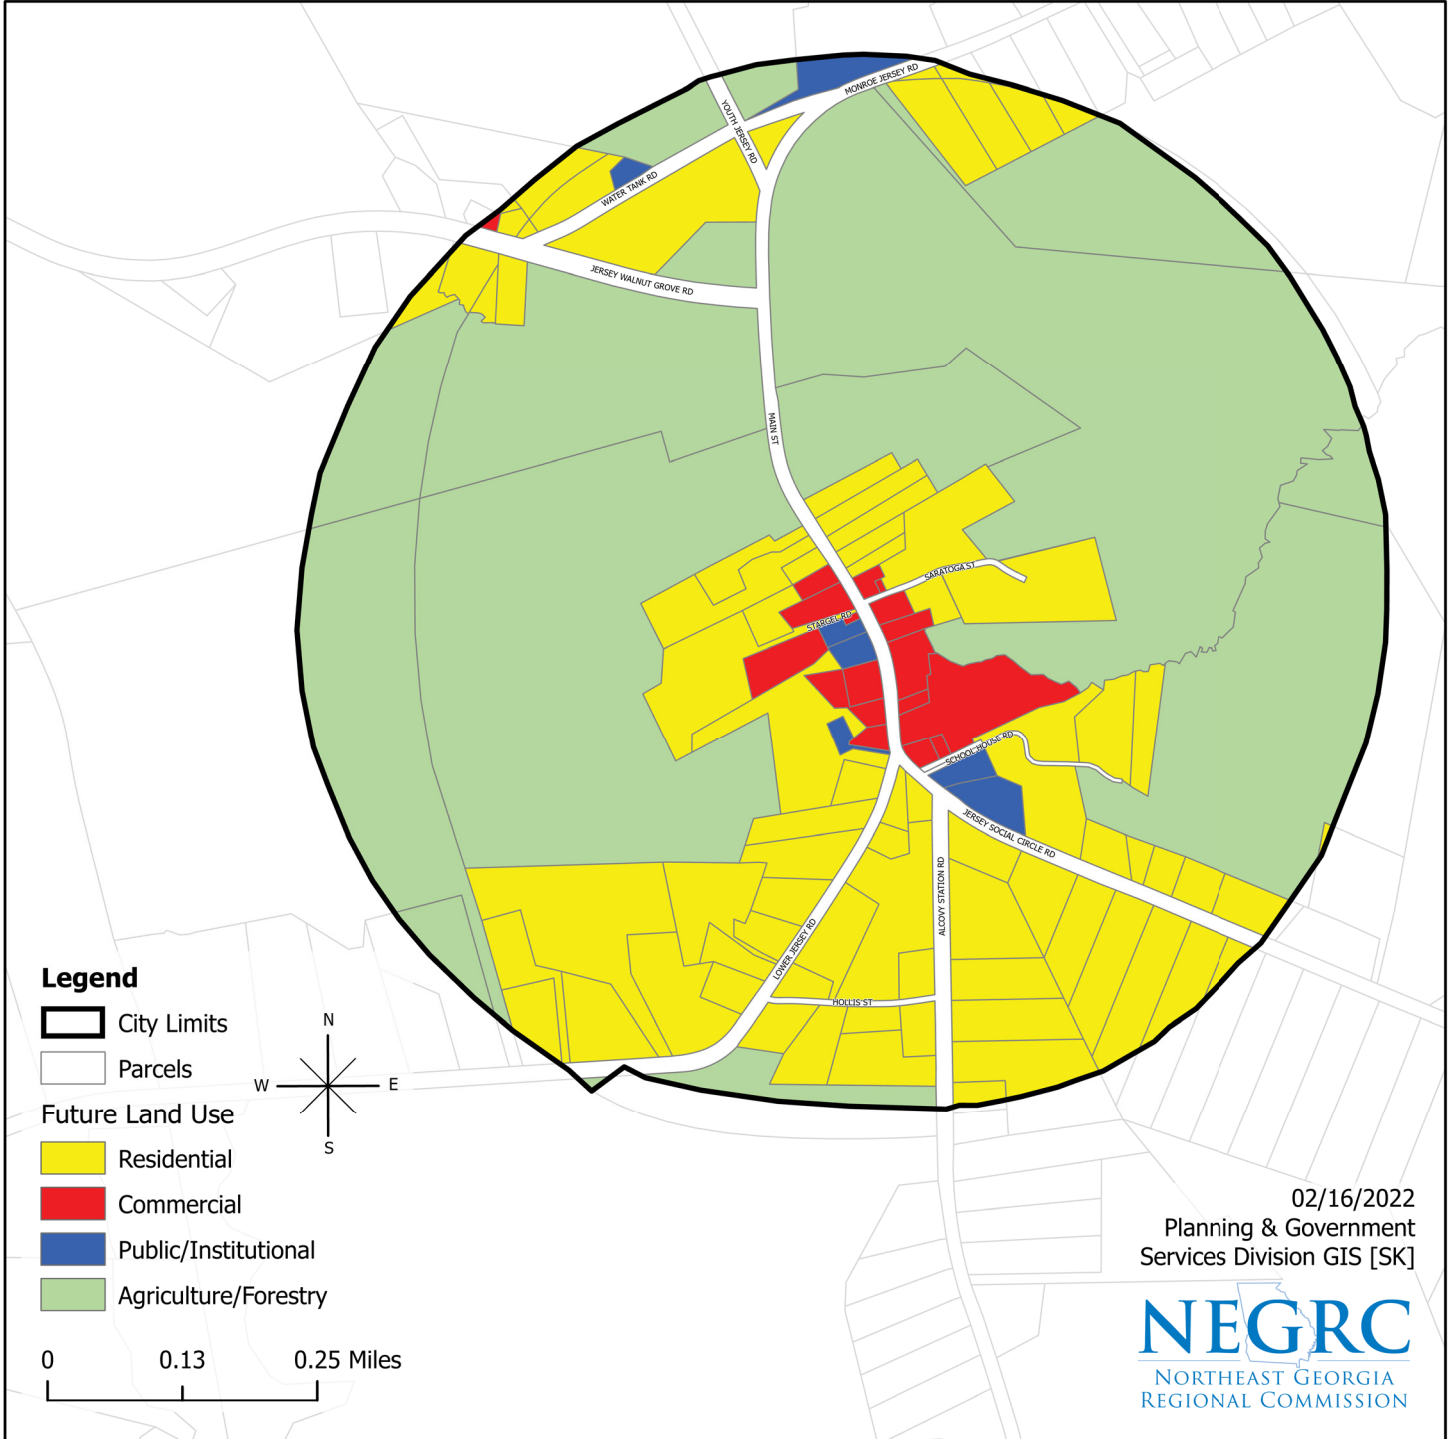 MONROE JERSEY RD
YOUTH JERSEY RD
WATER TANK RD
JERSEY WALNUT GROVE RD
MAIN ST
SARATOGA ST
STARGEL RD
SCHOOL HOUSE RD
JERSEY SOCIAL CIRCLE RD
ALCOVY STATION RD
LOWER JERSEY RD
HOLLIS ST
Legend
City Limits
Parcels
Future Land Use
Residential
Commercial
Public/Institutional
Agriculture/Forestry
N
W E
S
0 0.13 0.25 Miles
02/16/2022
Planning & Government
Services Division GIS [SK]
NEGRC
NORTHEAST GEORGIA
REGIONAL COMMISSION